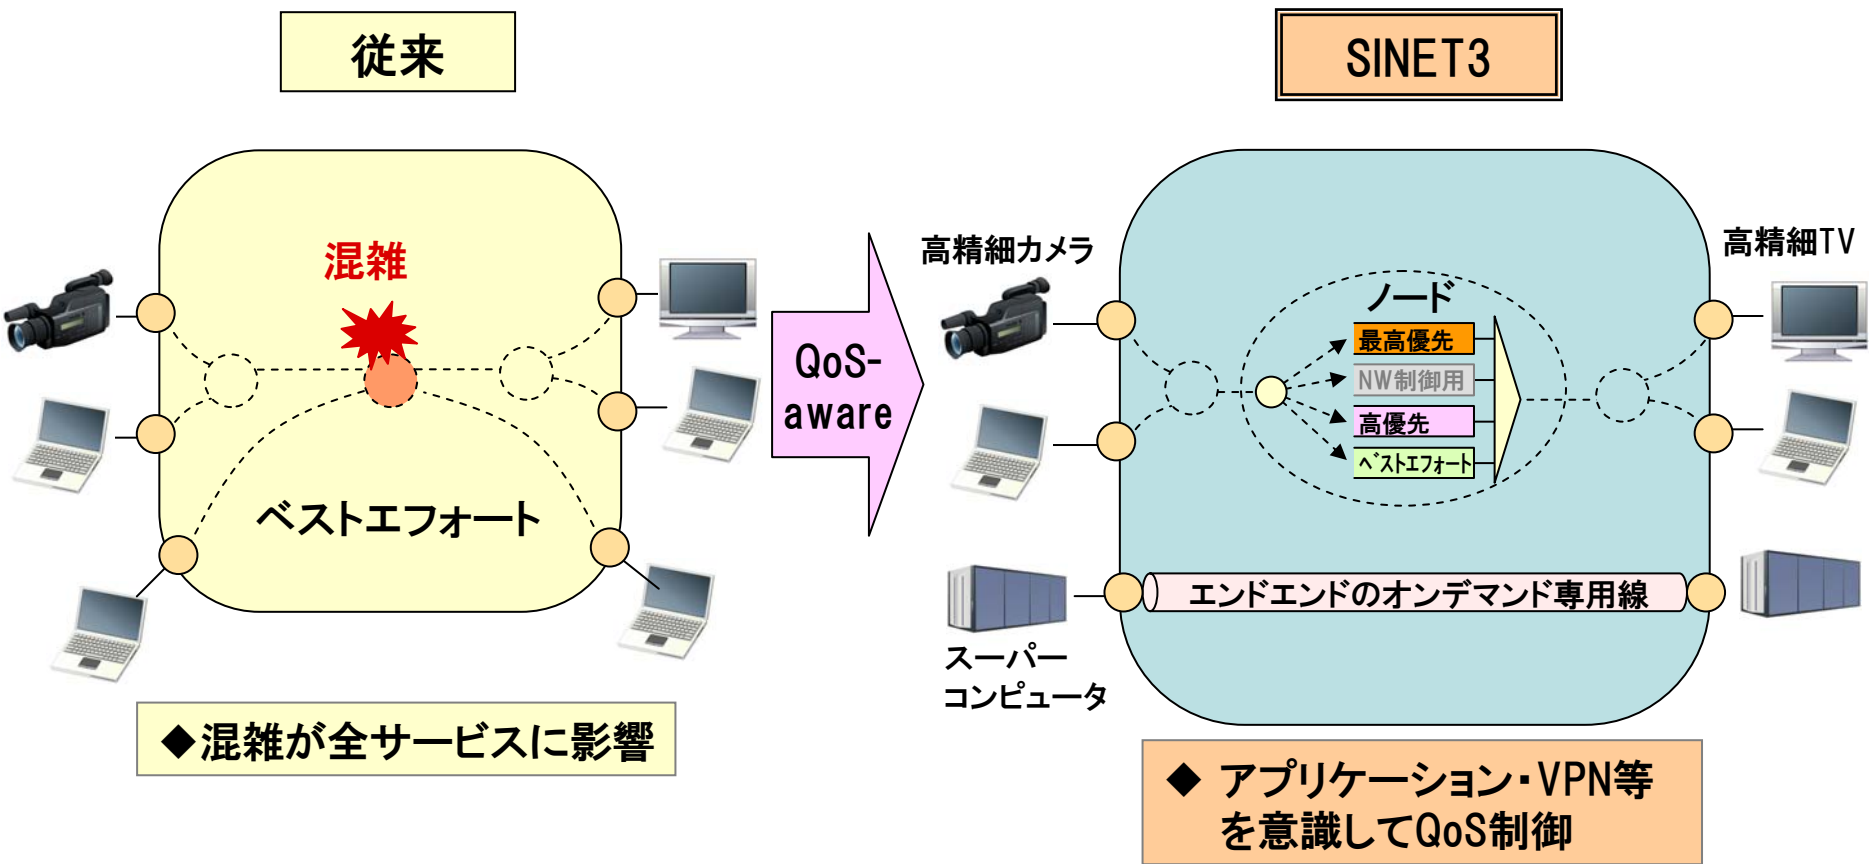 従来
混雑
ベストエフォート
◆混雑が全サービスに影響
QoS-
aware
SINET3
高精細カメラ
高精細TV
ノード
最高優先
NW制御用
高優先
ベストエフォート
エンドエンドのオンデマンド専用線
スーパー
コンピュータ
◆ アプリケーション・VPN等
を意識してQoS制御